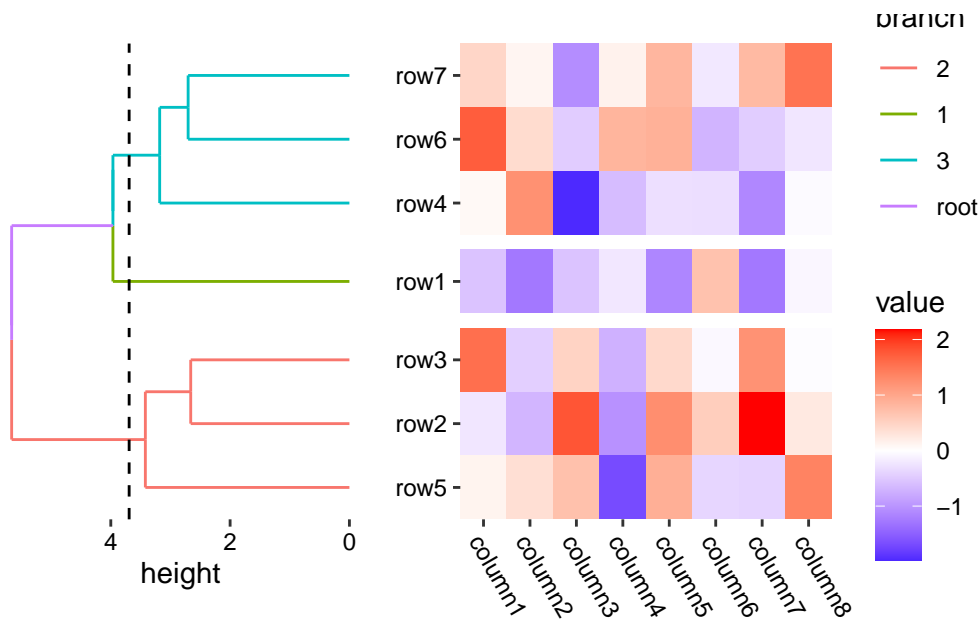 branch
2
1
3
root
row7
row6
row4
row1
row3
row2
row5
4
2
0
height
column1
column2
column3
column4
column5
column6
column7
column8
value
2
1
0
−1